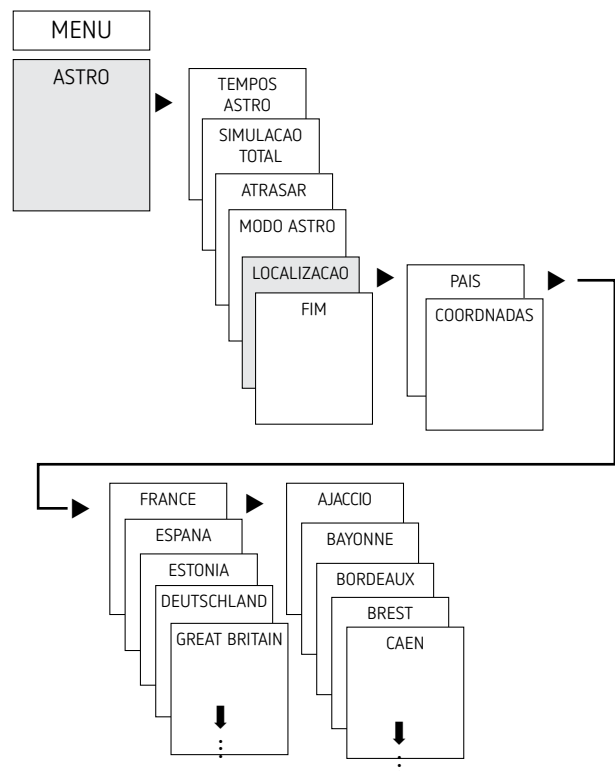 MENU
ASTRO
TEMPOS
ASTRO
SIMULACAO
TOTAL
ATRASAR
MODO ASTRO
LOCALIZACAO
FIM
PAIS
COORDNADAS
FRANCE
ESPANA
ESTONIA
DEUTSCHLAND
GREAT BRITAIN
AJACCIO
BAYONNE
BORDEAUX
BREST
CAEN